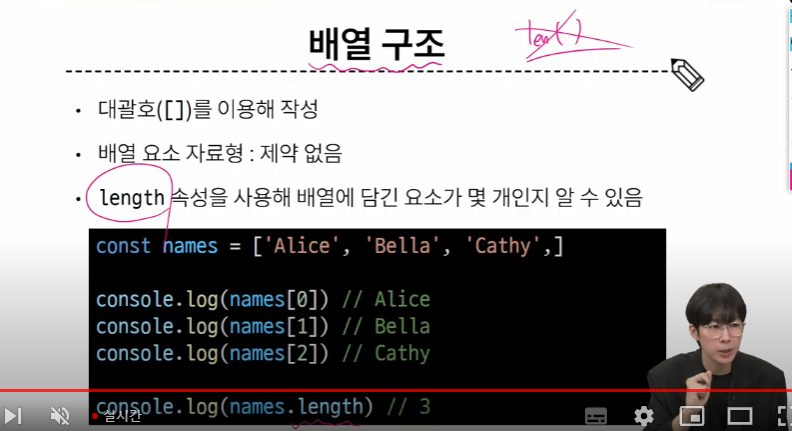 배열 구조
len()
• 대괄호([])를 이용해 작성
• 배열 요소 자료형 : 제약 없음
• length 속성을 사용해 배열에 담긴 요소가 몇 개인지 알 수 있음
const names = ['Alice', 'Bella', 'Cathy',]
console.log(names[0]) // Alice
console.log(names[1]) // Bella
console.log(names[2]) // Cathy
console.log(names.length) // 3
실시간